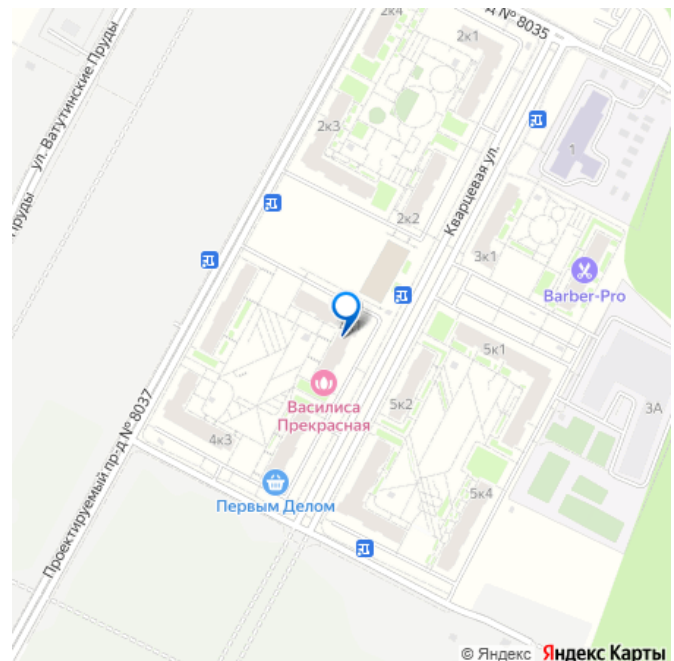 2к4
д № 8035
2к1
ул. Ватутинские Пруды
2к3
1
Пруды
Кварцевая ул.
2к2
3к1
Barber-Pro
5к1
3А
Василиса
Прекрасная
5к2
4к3
Проектируемый пр-д № 8037
Первым Делом
5к4
© Яндекс Яндекс Карты